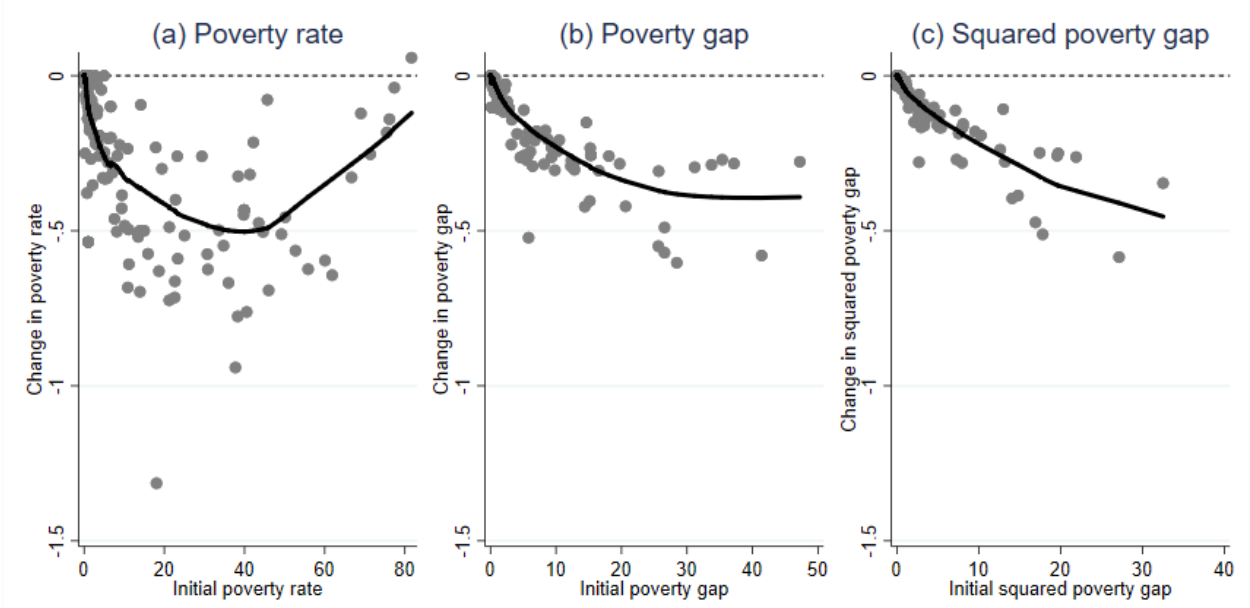 (a) Poverty rate
Change in poverty rate
0
-.5
-1
-1.5
0 20 40 60 80
Initial poverty rate
(b) Poverty gap
Change in poverty gap
0
-.5
-1
-1.5
0 10 20 30 40 50
Initial poverty gap
(c) Squared poverty gap
Change in squared poverty gap
0
-.5
-1
-1.5
0 10 20 30 40
Initial squared poverty gap